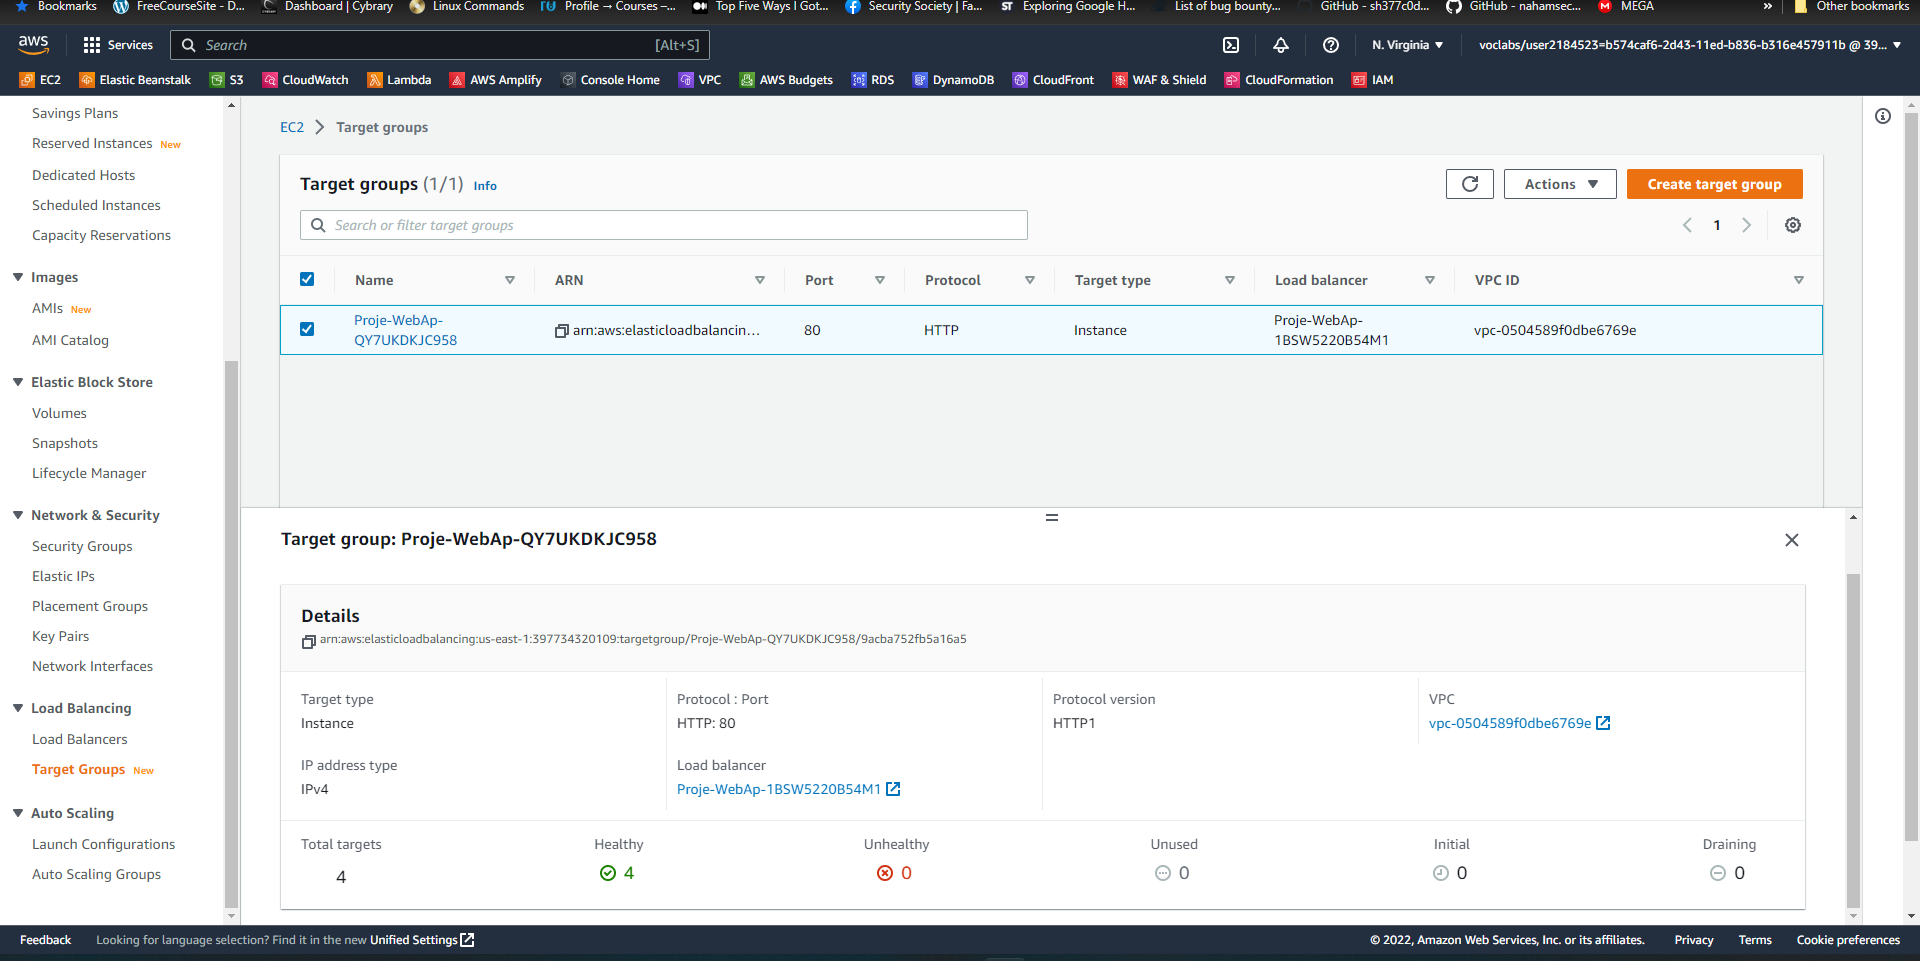 Bookmarks FreeCourseSite - D... Dashboard | Cybrary Linux Commands Profile → Courses –... Top Five Ways I Got... Security Society | Fa... ST Exploring Google H... List of bug bounty... GitHub - sh377c0d... GitHub - nahamsec... M MEGA » Other bookmarks
aws Services Search [Alt+S] N. Virginia voclabs/user2184523=b574caf6-2d43-11ed-b836-b316e457911b @ 39...
EC2 Elastic Beanstalk S3 CloudWatch Lambda AWS Amplify Console Home VPC AWS Budgets RDS DynamoDB CloudFront WAF & Shield CloudFormation IAM
Savings Plans
Reserved Instances New
Dedicated Hosts
Scheduled Instances
Capacity Reservations
Images
AMIs New
AMI Catalog
Elastic Block Store
Volumes
Snapshots
Lifecycle Manager
Network & Security
Security Groups
Elastic IPs
Placement Groups
Key Pairs
Network Interfaces
Load Balancing
Load Balancers
Target Groups New
Auto Scaling
Launch Configurations
Auto Scaling Groups
EC2 Target groups
Target groups (1/1) Info
Actions Create target group
Search or filter target groups
1
Name ARN Port Protocol Target type Load balancer VPC ID
Proje-WebAp-QY7UKDKJC958 arn:aws:elasticloadbalancin... 80 HTTP Instance Proje-WebAp-1BSW5220B54M1 vpc-0504589f0dbe6769e
Target group: Proje-WebAp-QY7UKDKJC958
Details
arn:aws:elasticloadbalancing:us-east-1:397734320109:targetgroup/Proje-WebAp-QY7UKDKJC958/9acba752fb5a16a5
Target type Protocol : Port Protocol version VPC
Instance HTTP: 80 HTTP1 vpc-0504589f0dbe6769e
IP address type Load balancer
IPv4 Proje-WebAp-1BSW5220B54M1
Total targets Healthy Unhealthy Unused Initial Draining
4 4 0 0 0 0
Feedback Looking for language selection? Find it in the new Unified Settings © 2022, Amazon Web Services, Inc. or its affiliates. Privacy Terms Cookie preferences